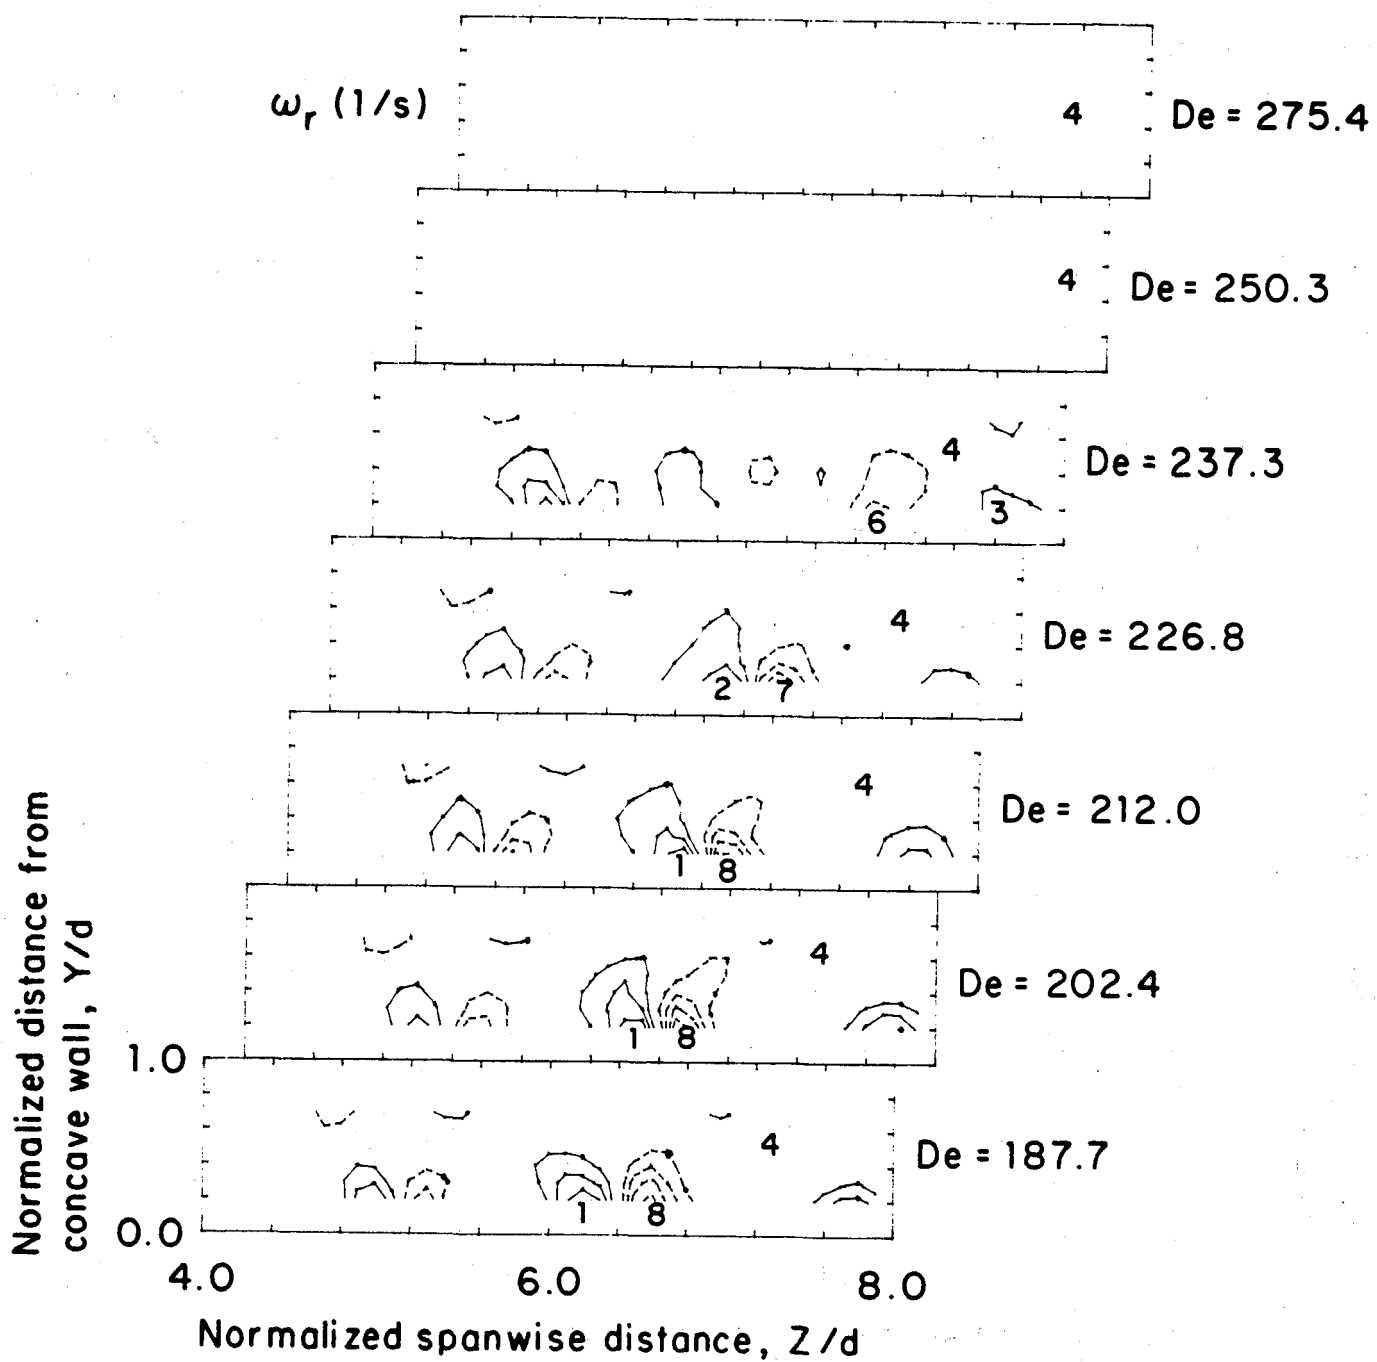 ωr (1/s)
4 De = 275.4
4 De = 250.3
4 De = 237.3
6 3
4 De = 226.8
2 7
4 De = 212.0
1 8
4 De = 202.4
1 8
4 De = 187.7
1 8
Normalized distance from
concave wall, Y/d
1.0
0.0
4.0 6.0 8.0
Normalized spanwise distance, Z/d